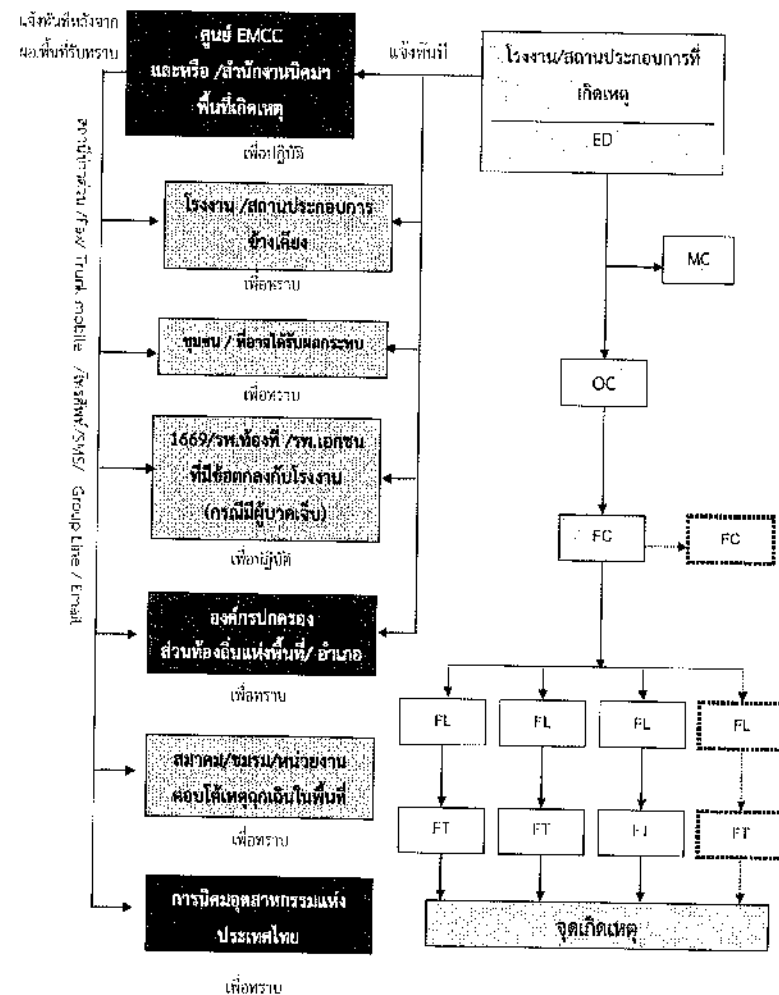 แจ้งทันทีหลังจาก
ผอ.พื้นที่รับทราบ
ศูนย์ EMCC
และหรือ /สำนักงานนิคมฯ
พื้นที่เกิดเหตุ
เพื่อปฏิบัติ
แจ้งทันที
โรงงาน/สถานประกอบการที่
เกิดเหตุ
ED
โรงงาน /สถานประกอบการ
ข้างเคียง
เพื่อทราบ
MC
ชุมชน / ที่อาจได้รับผลกระทบ
เพื่อทราบ
OC
1669/รพ.ท้องที่ /รพ.เอกชน
ที่มีข้อตกลงกับโรงงาน
(กรณีมีผู้บาดเจ็บ)
เพื่อปฏิบัติ
FC
FC
องค์กรปกครอง
ส่วนท้องถิ่นแห่งพื้นที่/ อำเภอ
เพื่อทราบ
FL
FL
FL
FL
สมาคม/ชมรม/หน่วยงาน
ตอบโต้เหตุฉุกเฉินในพื้นที่
เพื่อทราบ
FT
FT
FT
FT
การนิคมอุตสาหกรรมแห่ง
ประเทศไทย
เพื่อทราบ
จุดเกิดเหตุ
/Fax/ Trunk mobile /โทรศัพท์/SMS/ Group Line / Email